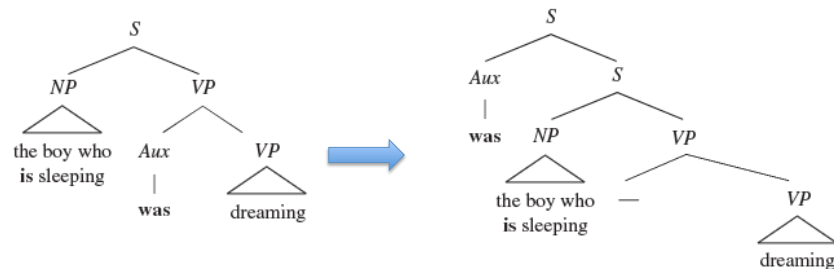 S
NP VP
the boy who
is sleeping
Aux VP
was
dreaming
S
Aux S
was
NP VP
the boy who
is sleeping
—
VP
dreaming